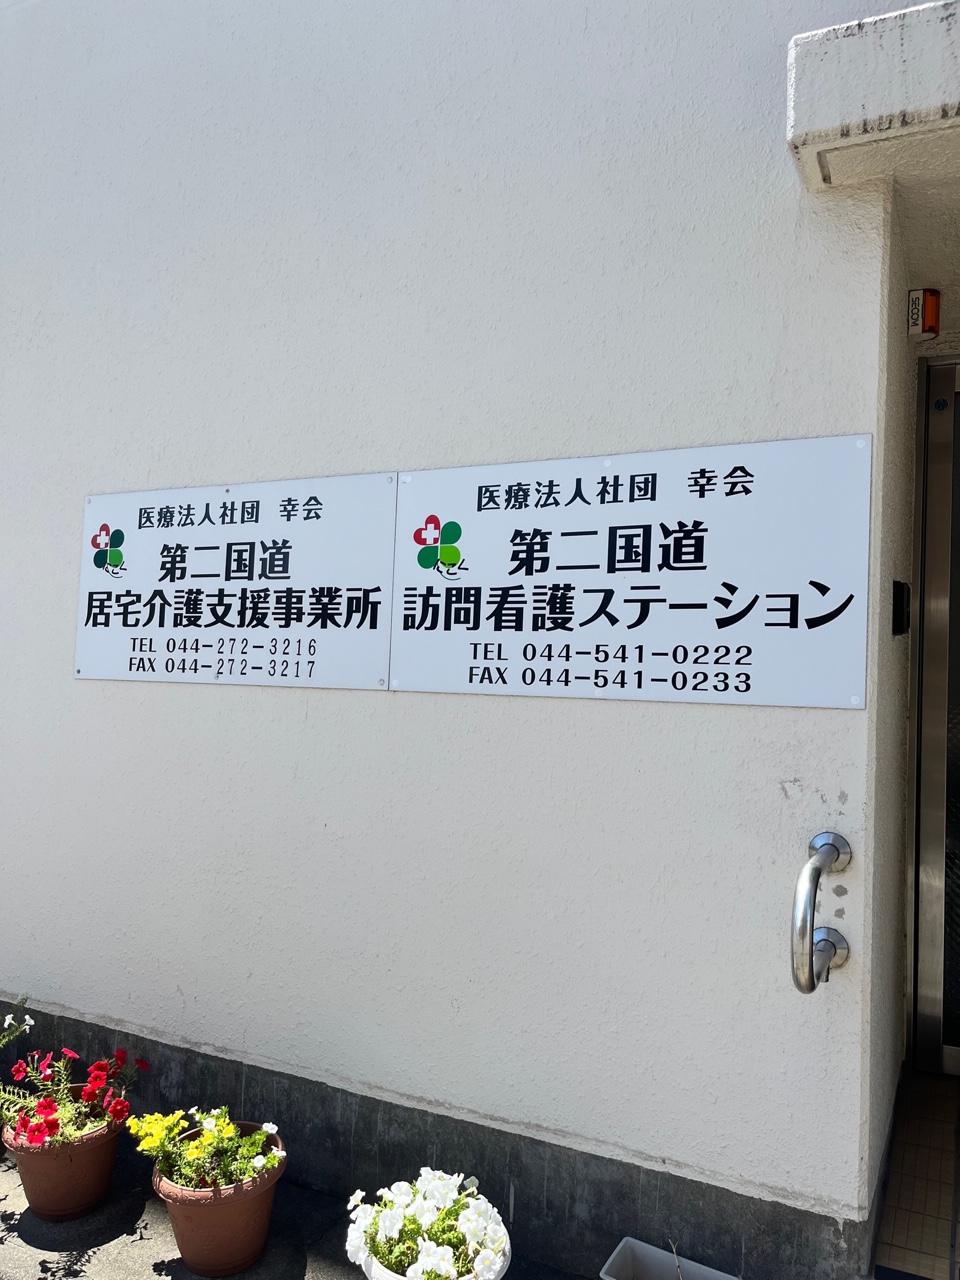 医療法人社団 幸会
第二国道
居宅介護支援事業所
TEL 044-272-3216
FAX 044-272-3217
医療法人社団 幸会
第二国道
訪問看護ステーション
TEL 044-541-0222
FAX 044-541-0233
SECOM